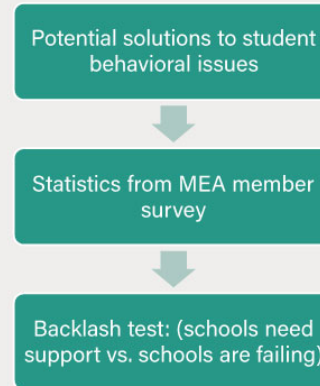 Potential solutions to student
behavioral issues
Statistics from MEA member
survey
Backlash test: (schools need
support vs. schools are failing)